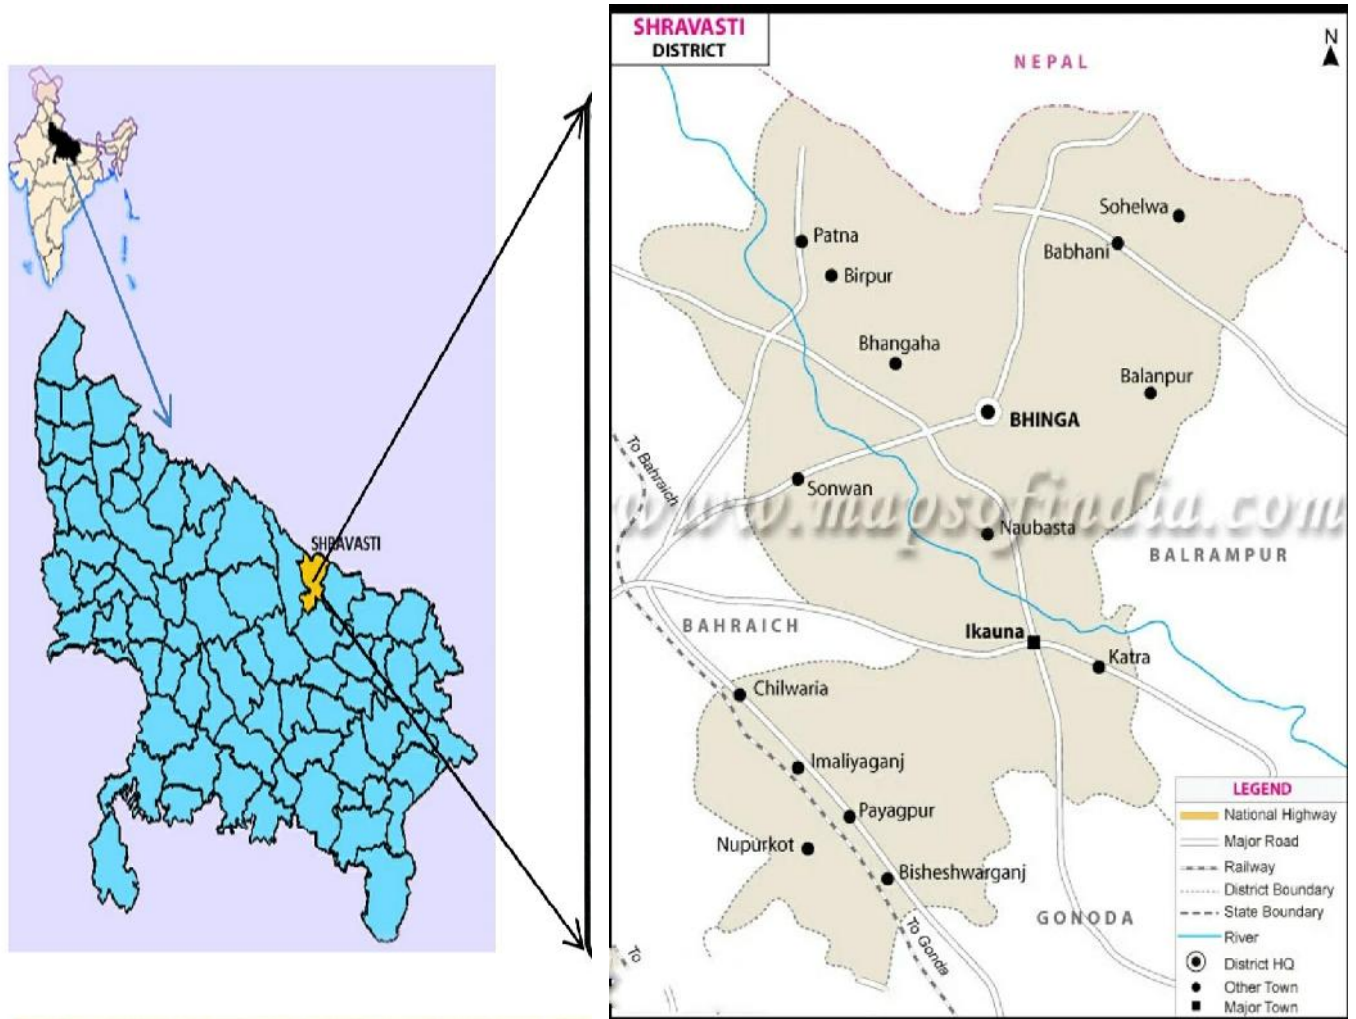 SHRAVASTI
SHRAVASTI
DISTRICT
N
NEPAL
Sohelwa
Patna
Babhani
Birpur
Bhangaha
Balanpur
BHINGA
To Bahraich
Sonwan
www.mapsofindia.com
Naubasta
BALRAMPUR
BAHRAICH
Ikauna
Katra
Chilwaria
Imaliyaganj
Payagpur
Nupurkot
Bisheshwarganj
GONODA
To Gonda
To
LEGEND
National Highway
Major Road
Railway
District Boundary
State Boundary
River
District HQ
Other Town
Major Town